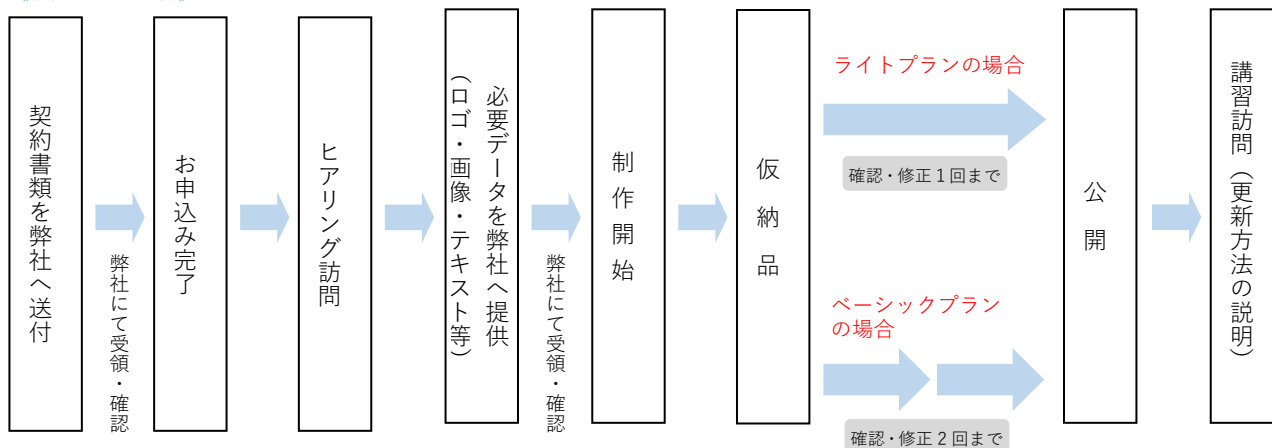 契約書類を弊社へ送付
弊社にて受領・確認
お申込み完了
ヒアリング訪問
必要データを弊社へ提供
(ロゴ・画像・テキスト等)
弊社にて受領・確認
制作開始
仮納品
ライトプランの場合
確認・修正1回まで
ベーシックプラン
の場合
確認・修正2回まで
公開
講習訪問(更新方法の説明)